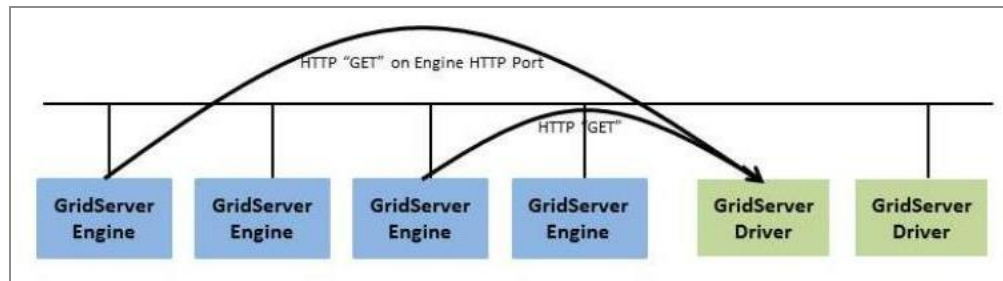 HTTP “GET” on Engine HTTP Port
HTTP “GET”
GridServer
Engine
GridServer
Engine
GridServer
Engine
GridServer
Engine
GridServer
Driver
GridServer
Driver